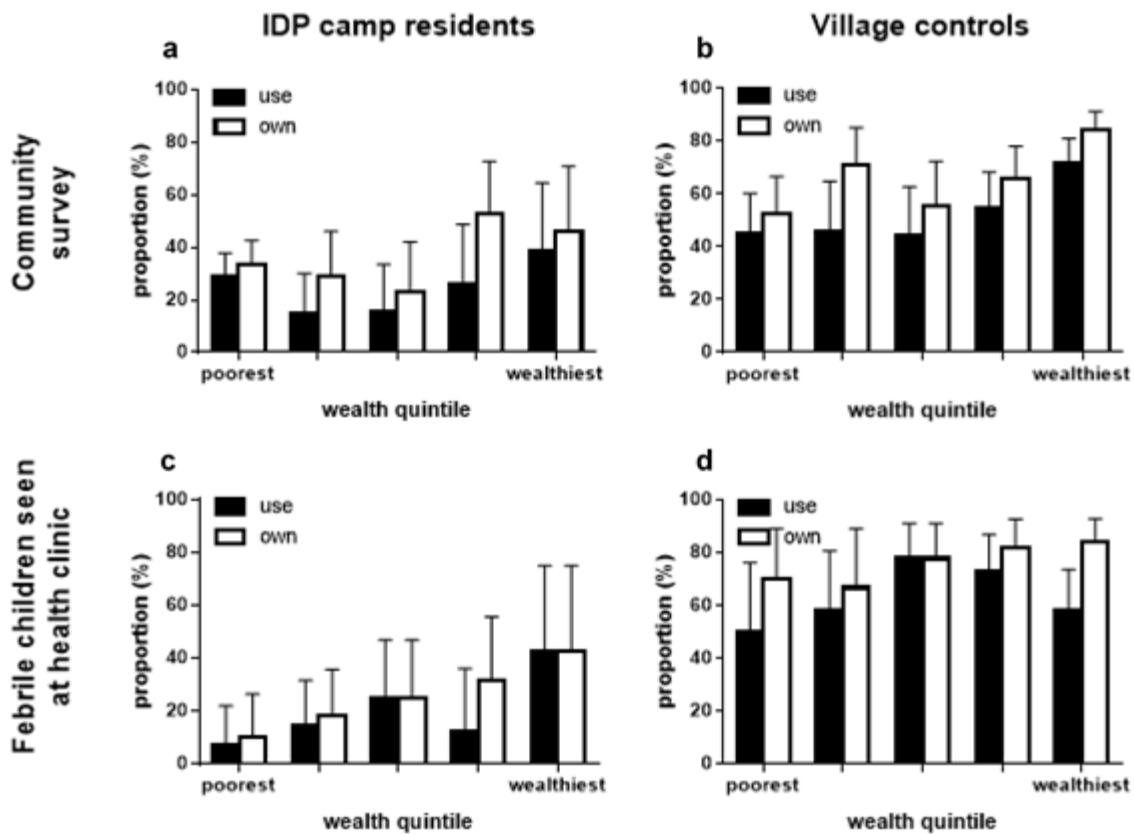 IDP camp residents
Village controls
Community
survey
a
use
own
proportion (%)
100
80
60
40
20
0
poorest
wealthiest
wealth quintile
b
use
own
proportion (%)
100
80
60
40
20
0
poorest
wealthiest
wealth quintile
Febrile children seen
at health clinic
c
use
own
proportion (%)
100
80
60
40
20
0
poorest
wealthiest
wealth quintile
d
use
own
proportion (%)
100
80
60
40
20
0
poorest
wealthiest
wealth quintile